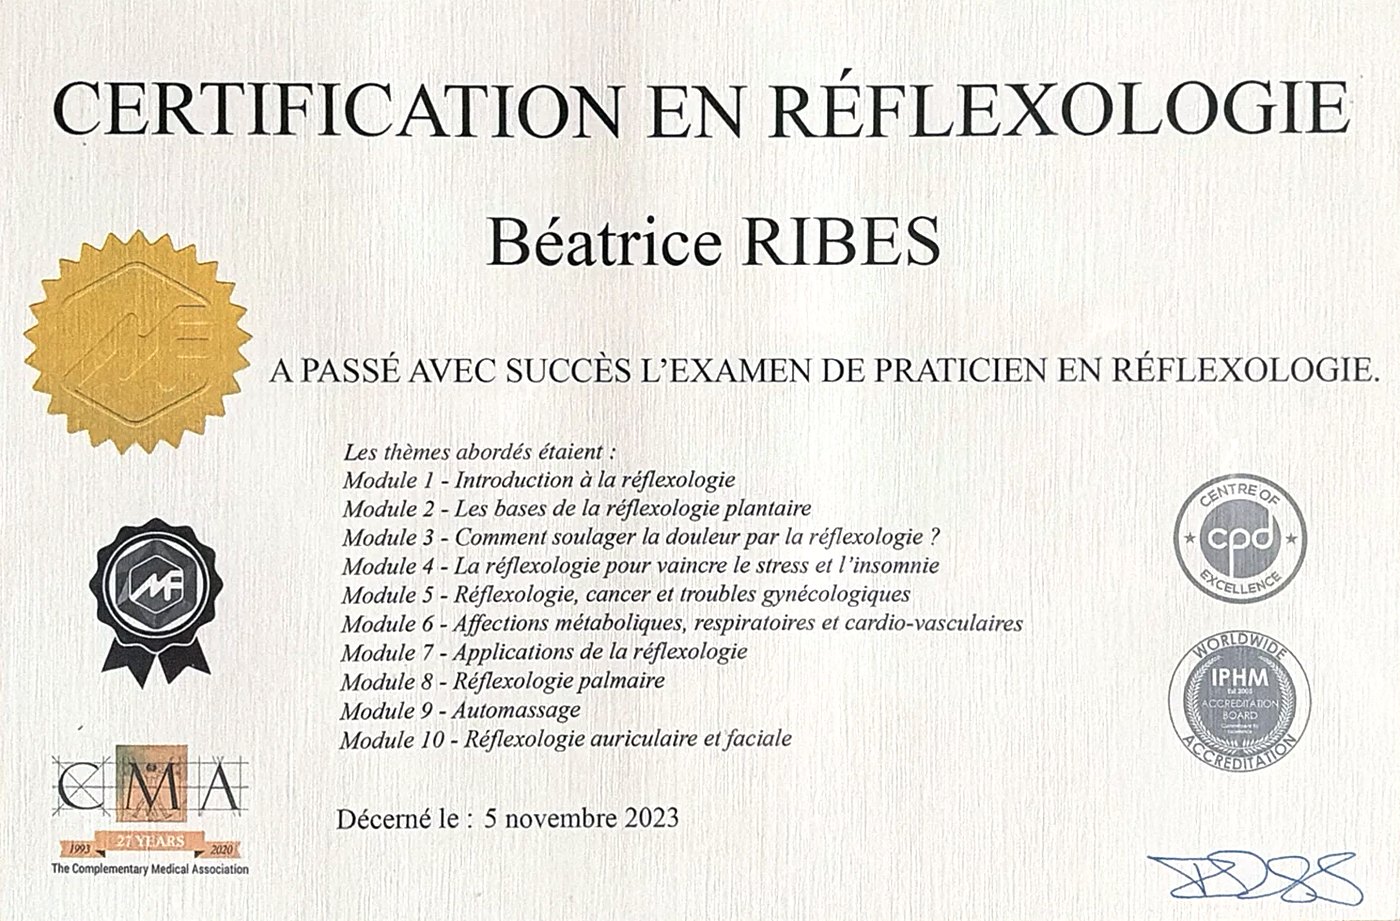 CERTIFICATION EN RÉFLEXOLOGIE
Béatrice RIBES
A PASSÉ AVEC SUCCÈS L'EXAMEN DE PRATICIEN EN RÉFLEXOLOGIE.
Les thèmes abordés étaient :
Module 1 - Introduction à la réflexologie
Module 2 - Les bases de la réflexologie plantaire
Module 3 - Comment soulager la douleur par la réflexologie ?
Module 4 - La réflexologie pour vaincre le stress et l'insomnie
Module 5 - Réflexologie, cancer et troubles gynécologiques
Module 6 - Affections métaboliques, respiratoires et cardio-vasculaires
Module 7 - Applications de la réflexologie
Module 8 - Réflexologie palmaire
Module 9 - Automassage
Module 10 - Réflexologie auriculaire et faciale
Décerné le : 5 novembre 2023
CENTRE OF
cpd
EXCELLENCE
WORLDWIDE
IPHM
Est 2005
ACCREDITATION
BOARD
ACCREDITATION
CMA
27 YEARS
1993 2020
The Complementary Medical Association